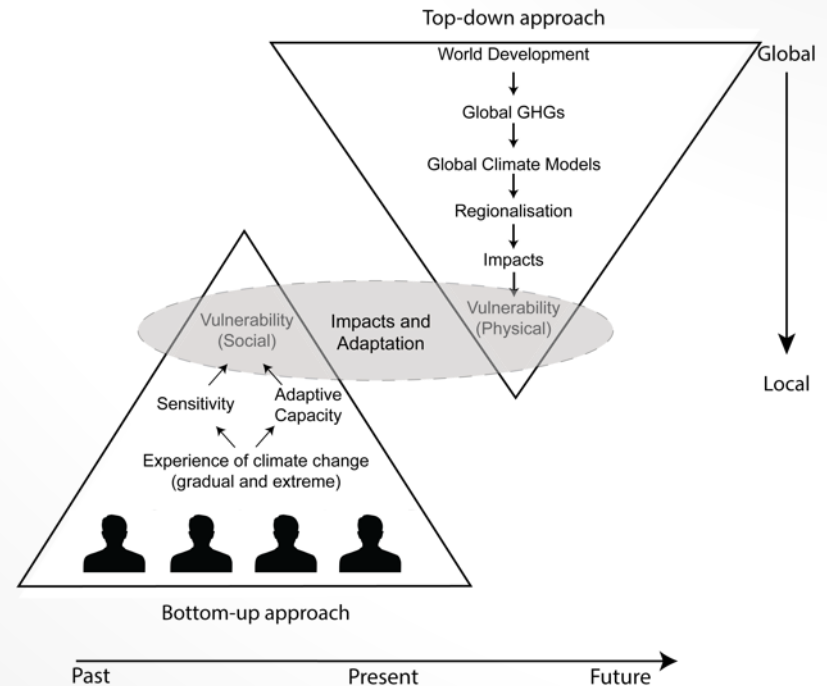 Top-down approach
World Development
Global
Global GHGs
Global Climate Models
Regionalisation
Impacts
Vulnerability
(Physical)
Vulnerability
(Social)
Impacts and
Adaptation
Local
Sensitivity
Adaptive
Capacity
Experience of climate change
(gradual and extreme)
Bottom-up approach
Past
Present
Future